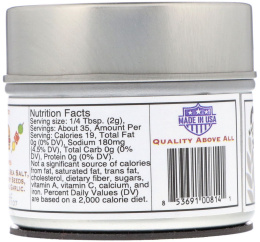 Nutrition Facts
Serving size: 1/4 Tbsp. (2g),
Servings: About 35, Amount Per
Serving: Calories 19, Total Fat
0g (0% DV), Sodium 180mg
(4.5% DV), Total Carb 0g (0%
DV), Protein 0g (0% DV).
Not a significant source of calories
from fat, saturated fat, trans fat,
cholesterol, dietary fiber, sugars,
vitamin A, vitamin C, calcium, and
iron. Percent Daily Values (DV)
are based on a 2,000 calorie diet.
MADE IN USA
QUALITY ABOVE ALL
8 53691 00814 1
SALT,
SEEDS,
GARLIC.